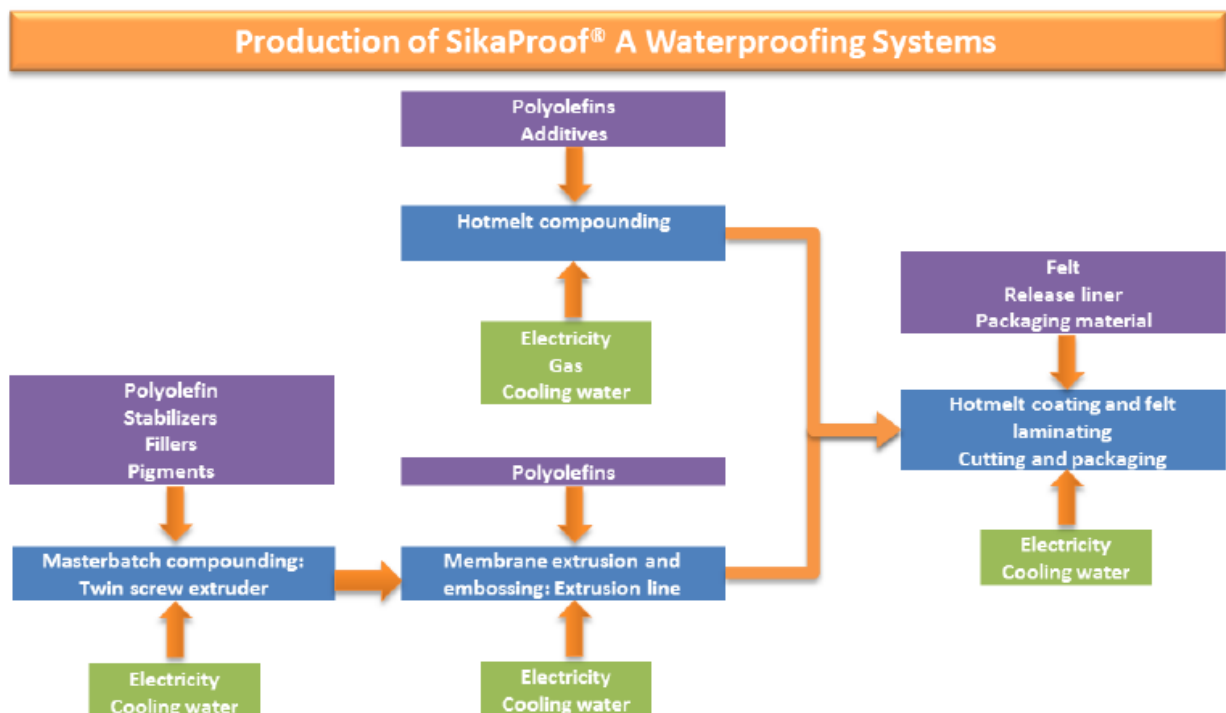 Production of SikaProof® A Waterproofing Systems
Polyolefins
Additives
Hotmelt compounding
Electricity
Gas
Cooling water
Felt
Release liner
Packaging material
Hotmelt coating and felt
laminating
Cutting and packaging
Electricity
Cooling water
Polyolefin
Stabilizers
Fillers
Pigments
Masterbatch compounding:
Twin screw extruder
Electricity
Cooling water
Polyolefins
Membrane extrusion and
embossing: Extrusion line
Electricity
Cooling water